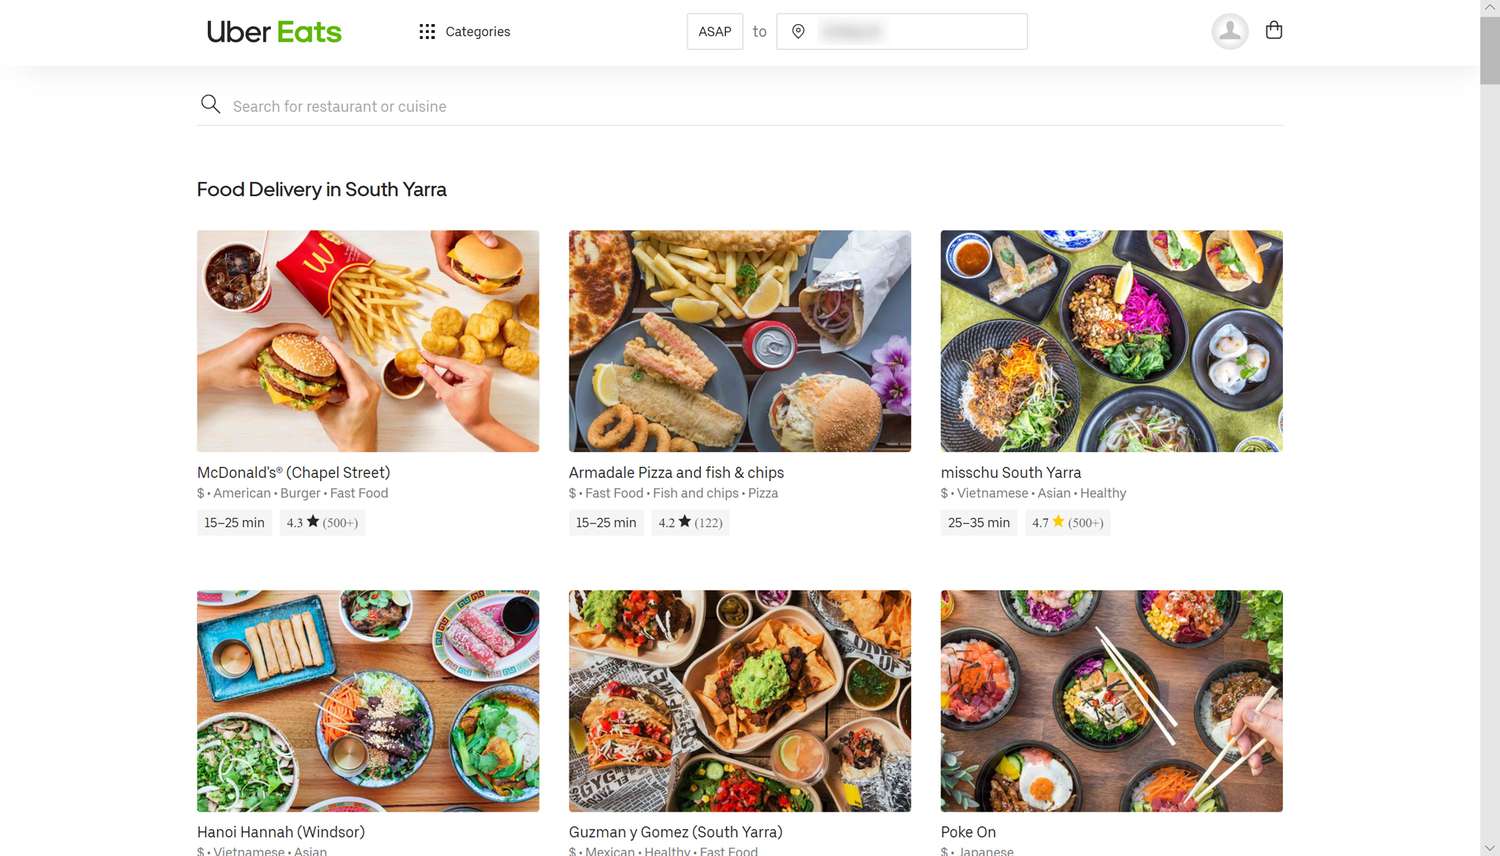 Uber Eats
Categories
ASAP to
Search for restaurant or cuisine
Food Delivery in South Yarra
McDonald's® (Chapel Street)
$ • American • Burger • Fast Food
15–25 min 4.3 ★ (500+)
Armadale Pizza and fish & chips
$ • Fast Food • Fish and chips • Pizza
15–25 min 4.2 ★ (122)
misschu South Yarra
$ • Vietnamese • Asian • Healthy
25–35 min 4.7 ★ (500+)
Hanoi Hannah (Windsor)
$ • Vietnamese • Asian
Guzman y Gomez (South Yarra)
$ • Mexican • Healthy • Fast Food
Poke On
$ • Japanese